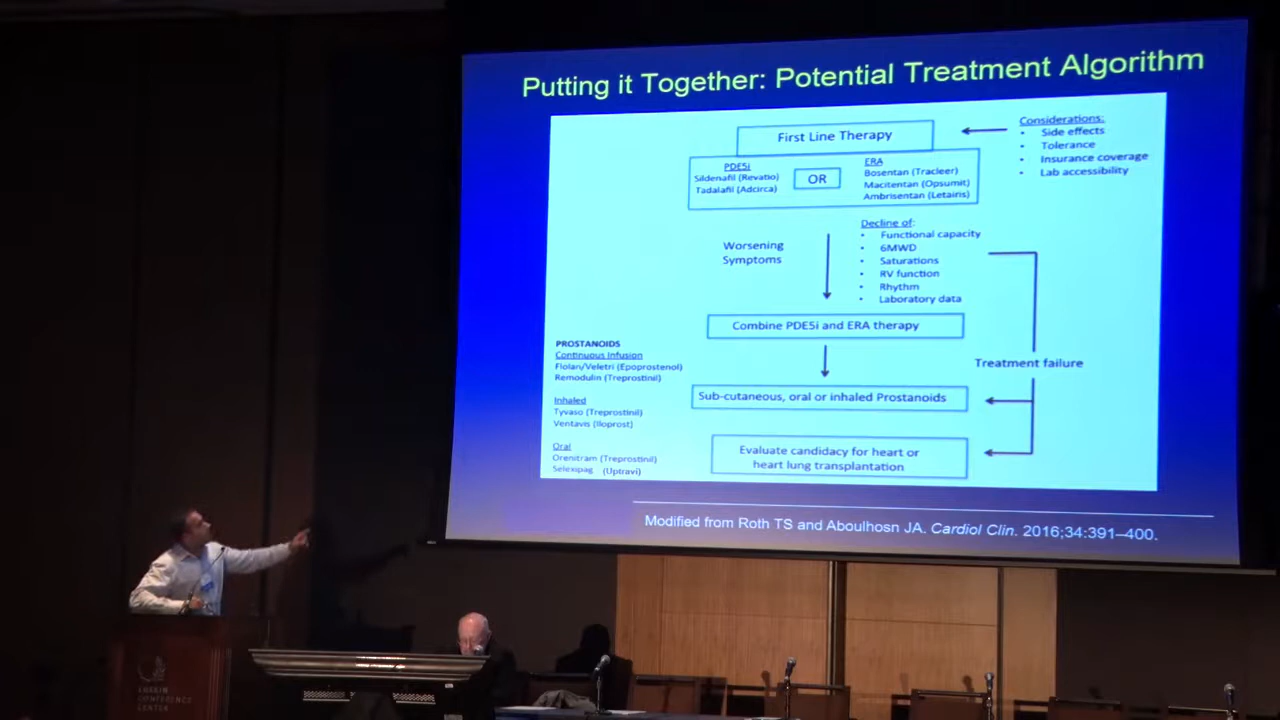 Putting it Together: Potential Treatment Algorithm
First Line Therapy
Considerations:
• Side effects
• Tolerance
• Insurance coverage
• Lab accessibility
PDE5i
Sildenafil (Revatio)
Tadalafil (Adcirca)
OR
ERA
Bosentan (Tracleer)
Macitentan (Opsumit)
Ambrisentan (Letairis)
Worsening
Symptoms
Decline of:
• Functional capacity
• 6MWD
• Saturations
• RV function
• Rhythm
• Laboratory data
Combine PDE5i and ERA therapy
Treatment failure
PROSTANOIDS
Continuous Infusion
Flolan/Veletri (Epoprostenol)
Remodulin (Treprostinil)
Inhaled
Tyvaso (Treprostinil)
Ventavis (Iloprost)
Oral
Orenitram (Treprostinil)
Selexipag (Uptravi)
Sub-cutaneous, oral or inhaled Prostanoids
Evaluate candidacy for heart or
heart lung transplantation
Modified from Roth TS and Aboulhosn JA. Cardiol Clin. 2016;34:391–400.
LUSKIN
CONFERENCE
CENTER